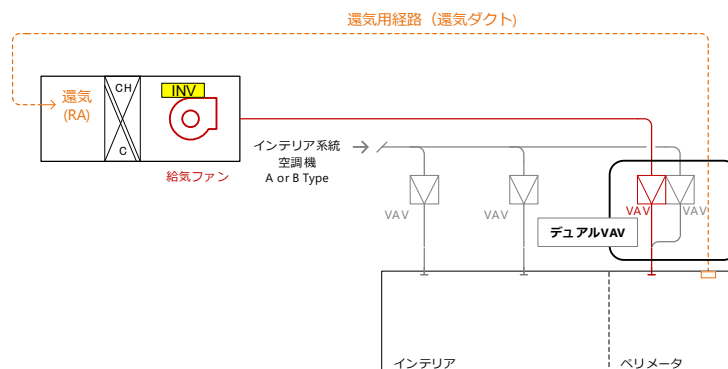 還気用経路（還気ダクト)
還気
(RA)
CH
C
INV
給気ファン
インテリア系統
空調機
A or B Type
VAV
VAV
VAV
VAV
デュアルVAV
インテリア
ペリメータ